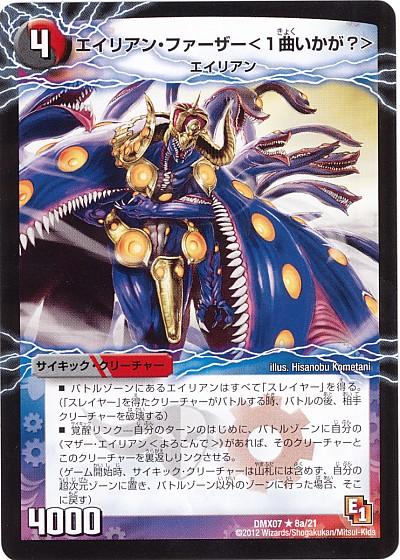 4
エイリアン・ファーザー＜1曲いかが？＞
きょく
エイリアン
illus. Hisanobu Kometani
サイキック・クリーチャー
■ バトルゾーンにあるエイリアンはすべて「スレイヤー」を得る。
(「スレイヤー」を得たクリーチャーがバトルする時、バトルの後、相手
クリーチャーを破壊する)
■ 覚醒リンク―自分のターンのはじめに、バトルゾーンに自分の
《マザー・エイリアン＜よろこんで＞》があれば、そのクリーチャーと
このクリーチャーを裏返しリンクさせる。
(ゲーム開始時、サイキック・クリーチャーは山札には含めず、自分の
超次元ゾーンに置き、バトルゾーン以外のゾーンに行った場合、そこ
に戻す)
4000
DMX07 ★ 8a/21
©2012 Wizards/Shogakukan/Mitsui-Kids
E1